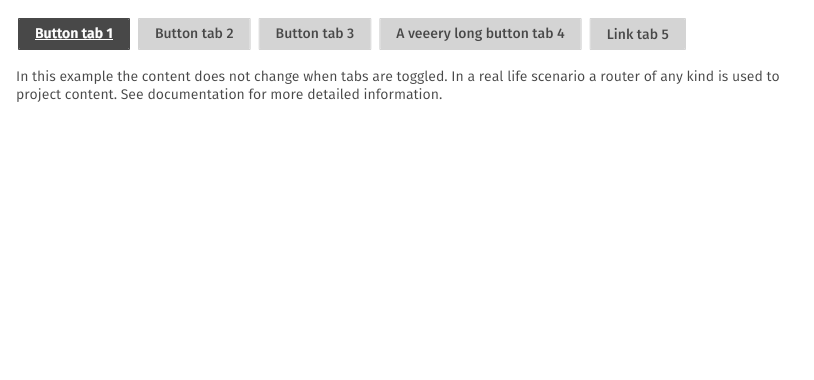 Button tab 1 Button tab 2 Button tab 3 A veeery long button tab 4 Link tab 5
In this example the content does not change when tabs are toggled. In a real life scenario a router of any kind is used to
project content. See documentation for more detailed information.